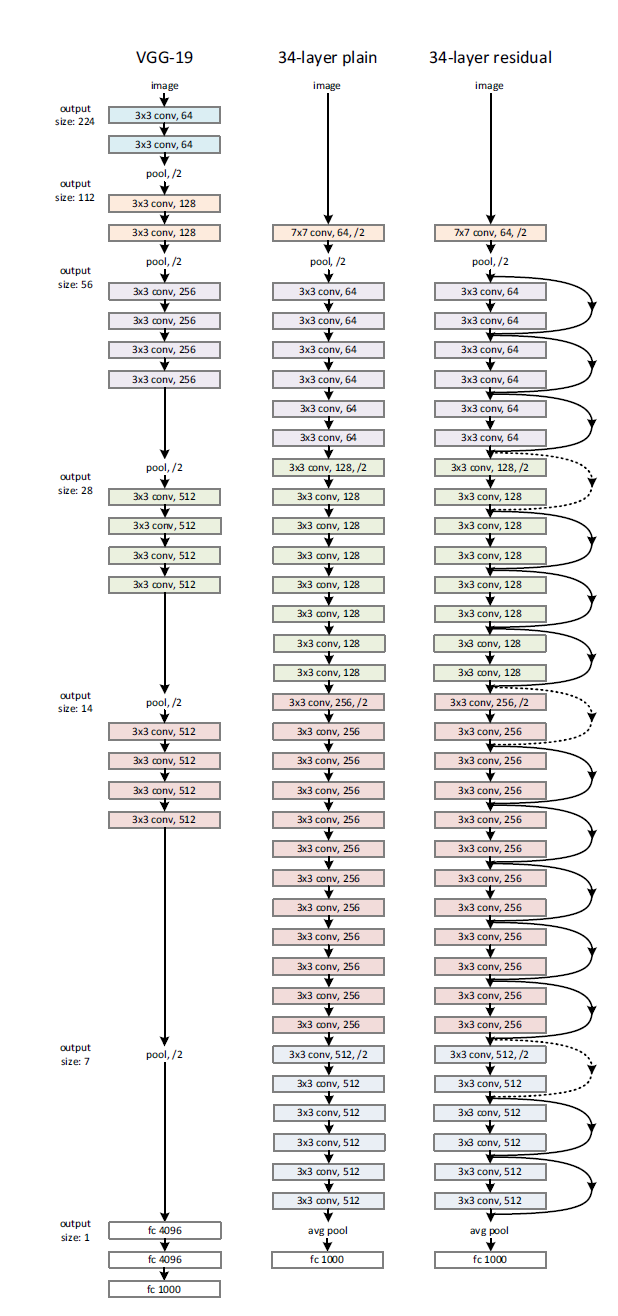 output
size: 224
output
size: 112
output
size: 56
output
size: 28
output
size: 14
output
size: 7
output
size: 1
VGG-19
image
3x3 conv, 64
3x3 conv, 64
pool, /2
3x3 conv, 128
3x3 conv, 128
pool, /2
3x3 conv, 256
3x3 conv, 256
3x3 conv, 256
3x3 conv, 256
pool, /2
3x3 conv, 512
3x3 conv, 512
3x3 conv, 512
3x3 conv, 512
pool, /2
3x3 conv, 512
3x3 conv, 512
3x3 conv, 512
3x3 conv, 512
pool, /2
fc 4096
fc 4096
fc 1000
34-layer plain
image
7x7 conv, 64, /2
pool, /2
3x3 conv, 64
3x3 conv, 64
3x3 conv, 64
3x3 conv, 64
3x3 conv, 64
3x3 conv, 64
3x3 conv, 128, /2
3x3 conv, 128
3x3 conv, 128
3x3 conv, 128
3x3 conv, 128
3x3 conv, 128
3x3 conv, 128
3x3 conv, 128
3x3 conv, 256, /2
3x3 conv, 256
3x3 conv, 256
3x3 conv, 256
3x3 conv, 256
3x3 conv, 256
3x3 conv, 256
3x3 conv, 256
3x3 conv, 256
3x3 conv, 256
3x3 conv, 256
3x3 conv, 256
3x3 conv, 512, /2
3x3 conv, 512
3x3 conv, 512
3x3 conv, 512
3x3 conv, 512
3x3 conv, 512
avg pool
fc 1000
34-layer residual
image
7x7 conv, 64, /2
pool, /2
3x3 conv, 64
3x3 conv, 64
3x3 conv, 64
3x3 conv, 64
3x3 conv, 64
3x3 conv, 64
3x3 conv, 128, /2
3x3 conv, 128
3x3 conv, 128
3x3 conv, 128
3x3 conv, 128
3x3 conv, 128
3x3 conv, 128
3x3 conv, 128
3x3 conv, 256, /2
3x3 conv, 256
3x3 conv, 256
3x3 conv, 256
3x3 conv, 256
3x3 conv, 256
3x3 conv, 256
3x3 conv, 256
3x3 conv, 256
3x3 conv, 256
3x3 conv, 256
3x3 conv, 256
3x3 conv, 512, /2
3x3 conv, 512
3x3 conv, 512
3x3 conv, 512
3x3 conv, 512
3x3 conv, 512
avg pool
fc 1000